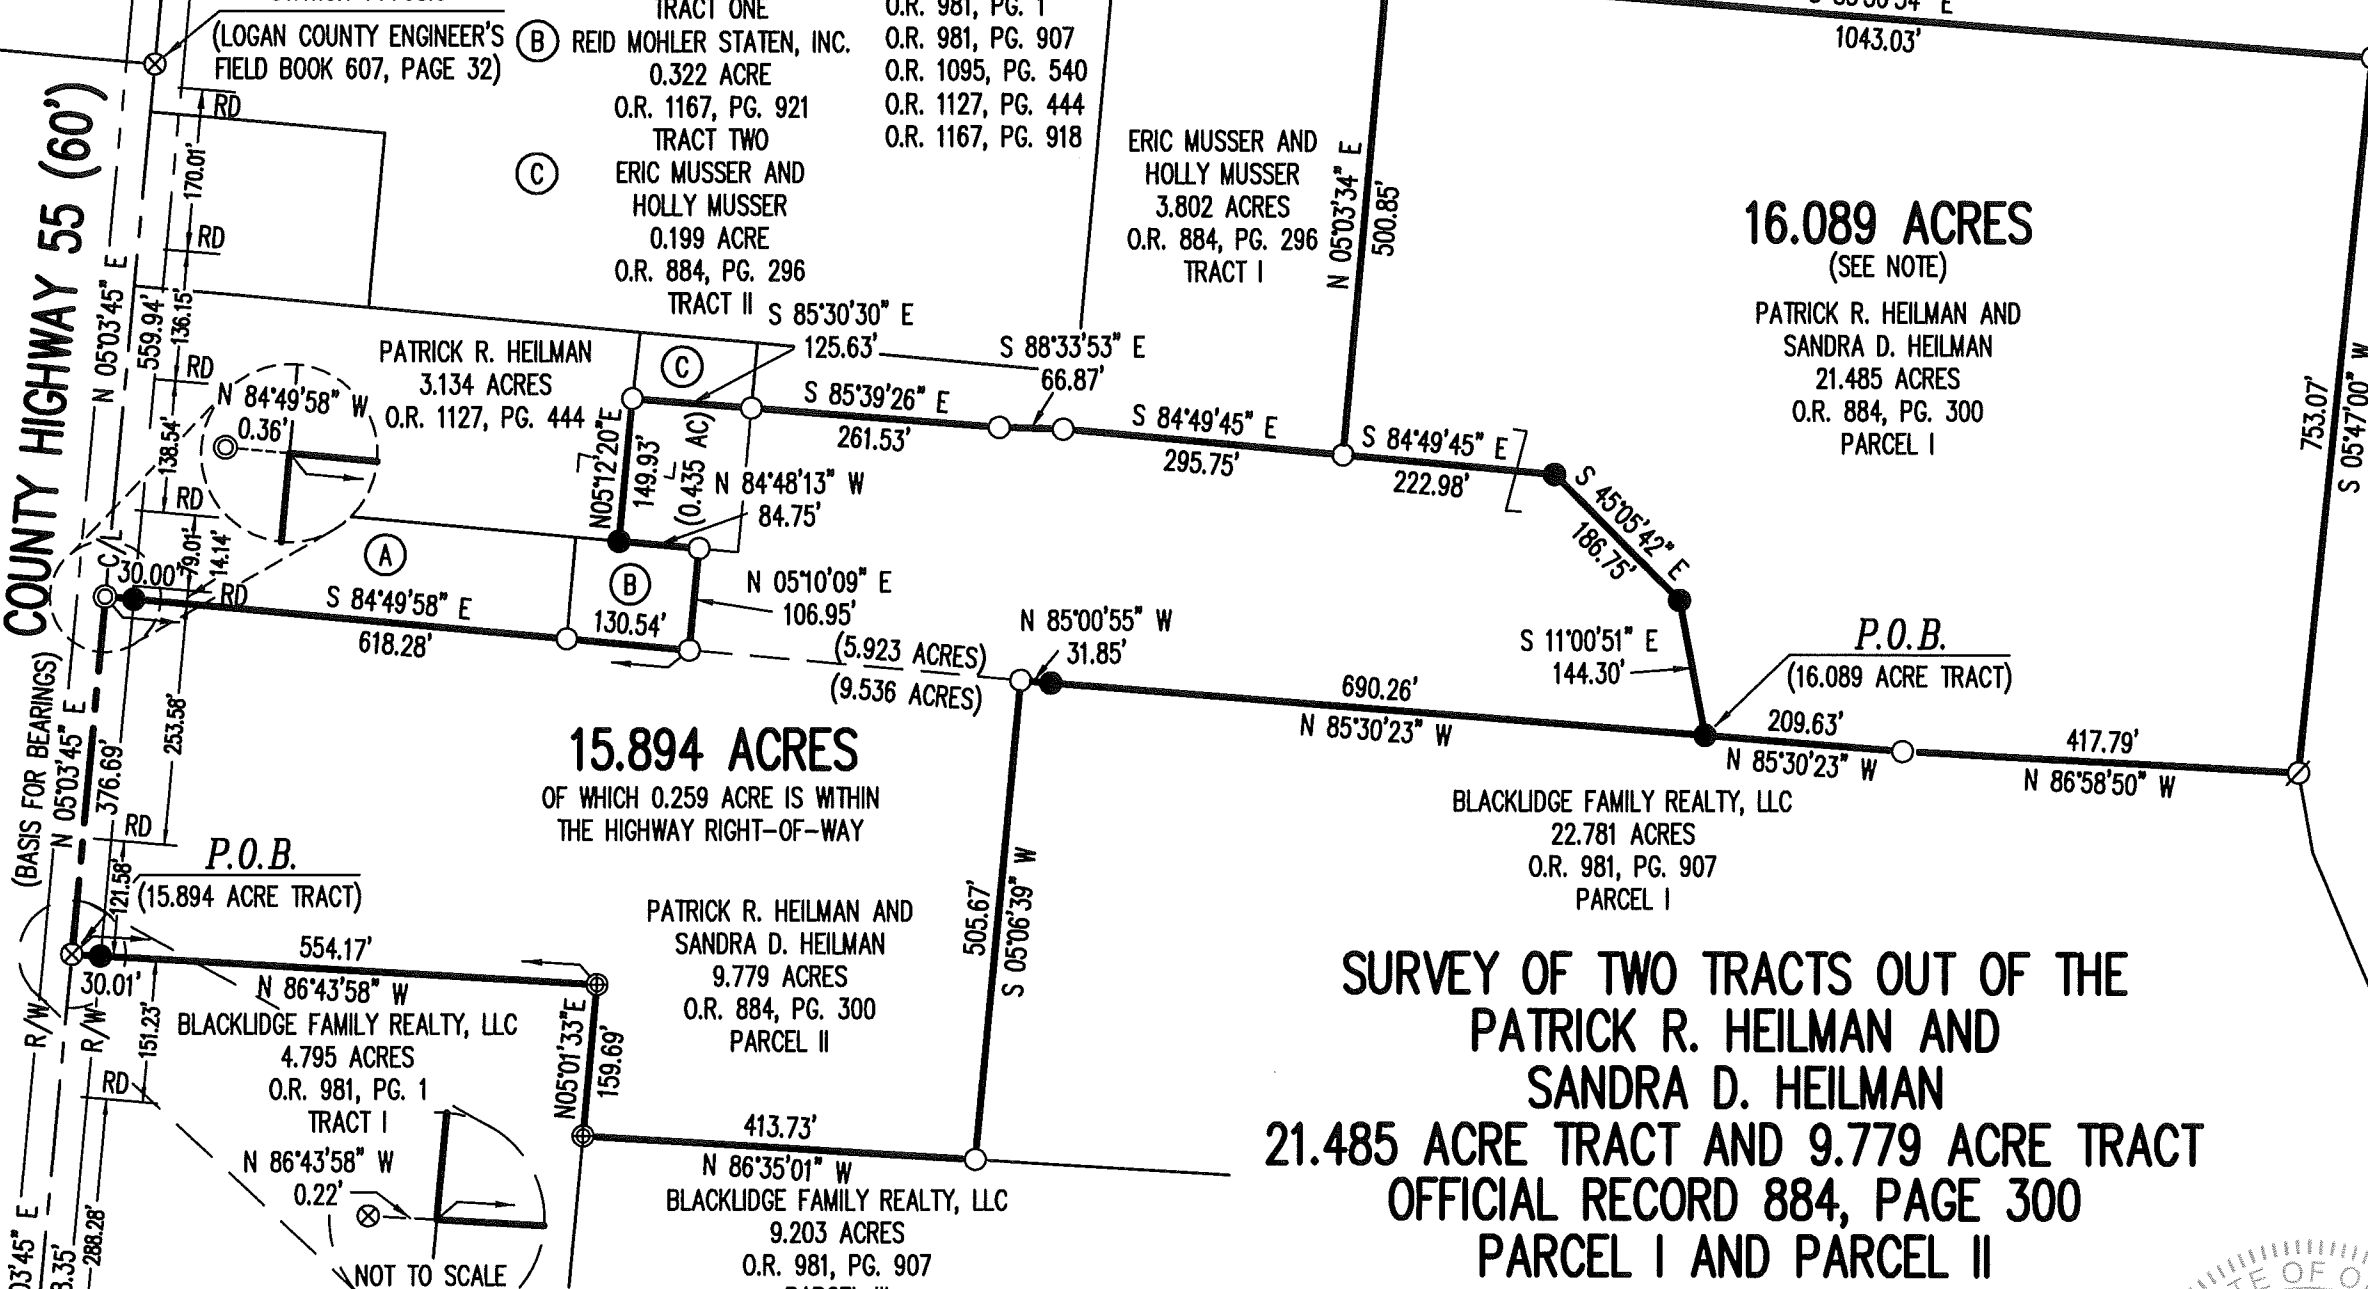 (LOGAN COUNTY ENGINEER'S
FIELD BOOK 607, PAGE 32)
TRACT ONE
B
REID MOHLER STATEN, INC.
0.322 ACRE
O.R. 1167, PG. 921
TRACT TWO
C
ERIC MUSSER AND
HOLLY MUSSER
0.199 ACRE
O.R. 884, PG. 296
TRACT II
O.R. 981, PG. 1
O.R. 981, PG. 907
O.R. 1095, PG. 540
O.R. 1127, PG. 444
O.R. 1167, PG. 918
1043.03'
ERIC MUSSER AND
HOLLY MUSSER
3.802 ACRES
O.R. 884, PG. 296
TRACT I
N 05°03'34" E
500.85'
16.089 ACRES
(SEE NOTE)
PATRICK R. HEILMAN AND
SANDRA D. HEILMAN
21.485 ACRES
O.R. 884, PG. 300
PARCEL I
753.07'
S 05°47'00" W
COUNTY HIGHWAY 55 (60')
(BASIS FOR BEARINGS)
N 05°03'45" E
559.94'
RD
170.01'
RD
136.15'
RD
138.54'
RD
79.01'
14.14'
RD
C L
30.00'
N 84°49'58" W
0.36'
PATRICK R. HEILMAN
3.134 ACRES
O.R. 1127, PG. 444
C
S 85°30'30" E
125.63'
S 88°33'53" E
66.87'
S 85°39'26" E
261.53'
S 84°49'45" E
295.75'
S 84°49'45" E
222.98'
S 45°05'42" E
186.75'
S 11°00'51" E
144.30'
P.O.B.
(16.089 ACRE TRACT)
N05°12'20"E
149.93'
(0.435 AC)
N 84°48'13" W
84.75'
A
S 84°49'58" E
618.28'
B
130.54'
N 05°10'09" E
106.95'
(5.923 ACRES)
(9.536 ACRES)
N 85°00'55" W
31.85'
690.26'
N 85°30'23" W
209.63'
N 85°30'23" W
417.79'
N 86°58'50" W
N 05°03'45" E
376.69'
253.58'
RD
121.58'
15.894 ACRES
OF WHICH 0.259 ACRE IS WITHIN
THE HIGHWAY RIGHT-OF-WAY
P.O.B.
(15.894 ACRE TRACT)
PATRICK R. HEILMAN AND
SANDRA D. HEILMAN
9.779 ACRES
O.R. 884, PG. 300
PARCEL II
505.67'
S 05°06'39" W
BLACKLIDGE FAMILY REALTY, LLC
22.781 ACRES
O.R. 981, PG. 907
PARCEL I
554.17'
30.01'
N 86°43'58" W
R/W
R/W
151.23'
RD
288.28'
BLACKLIDGE FAMILY REALTY, LLC
4.795 ACRES
O.R. 981, PG. 1
TRACT I
N 86°43'58" W
0.22'
NOT TO SCALE
N05°01'33"E
159.69'
413.73'
N 86°35'01" W
BLACKLIDGE FAMILY REALTY, LLC
9.203 ACRES
O.R. 981, PG. 907
SURVEY OF TWO TRACTS OUT OF THE
PATRICK R. HEILMAN AND
SANDRA D. HEILMAN
21.485 ACRE TRACT AND 9.779 ACRE TRACT
OFFICIAL RECORD 884, PAGE 300
PARCEL I AND PARCEL II